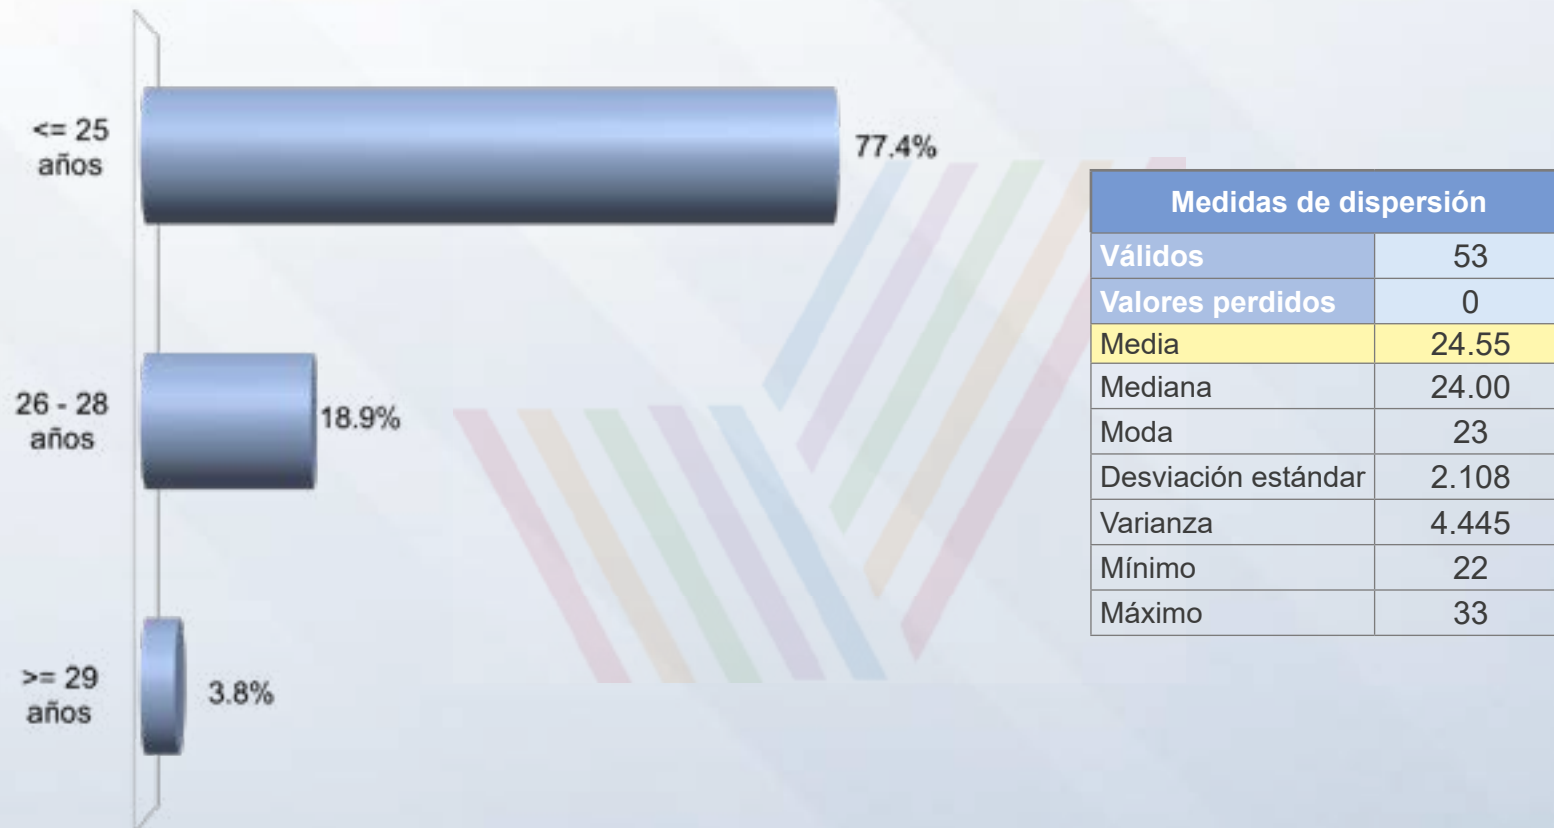 <= 25
años
77.4%
26 - 28
años
18.9%
>= 29
años
3.8%
Medidas de dispersión
Válidos 53
Valores perdidos 0
Media 24.55
Mediana 24.00
Moda 23
Desviación estándar 2.108
Varianza 4.445
Mínimo 22
Máximo 33